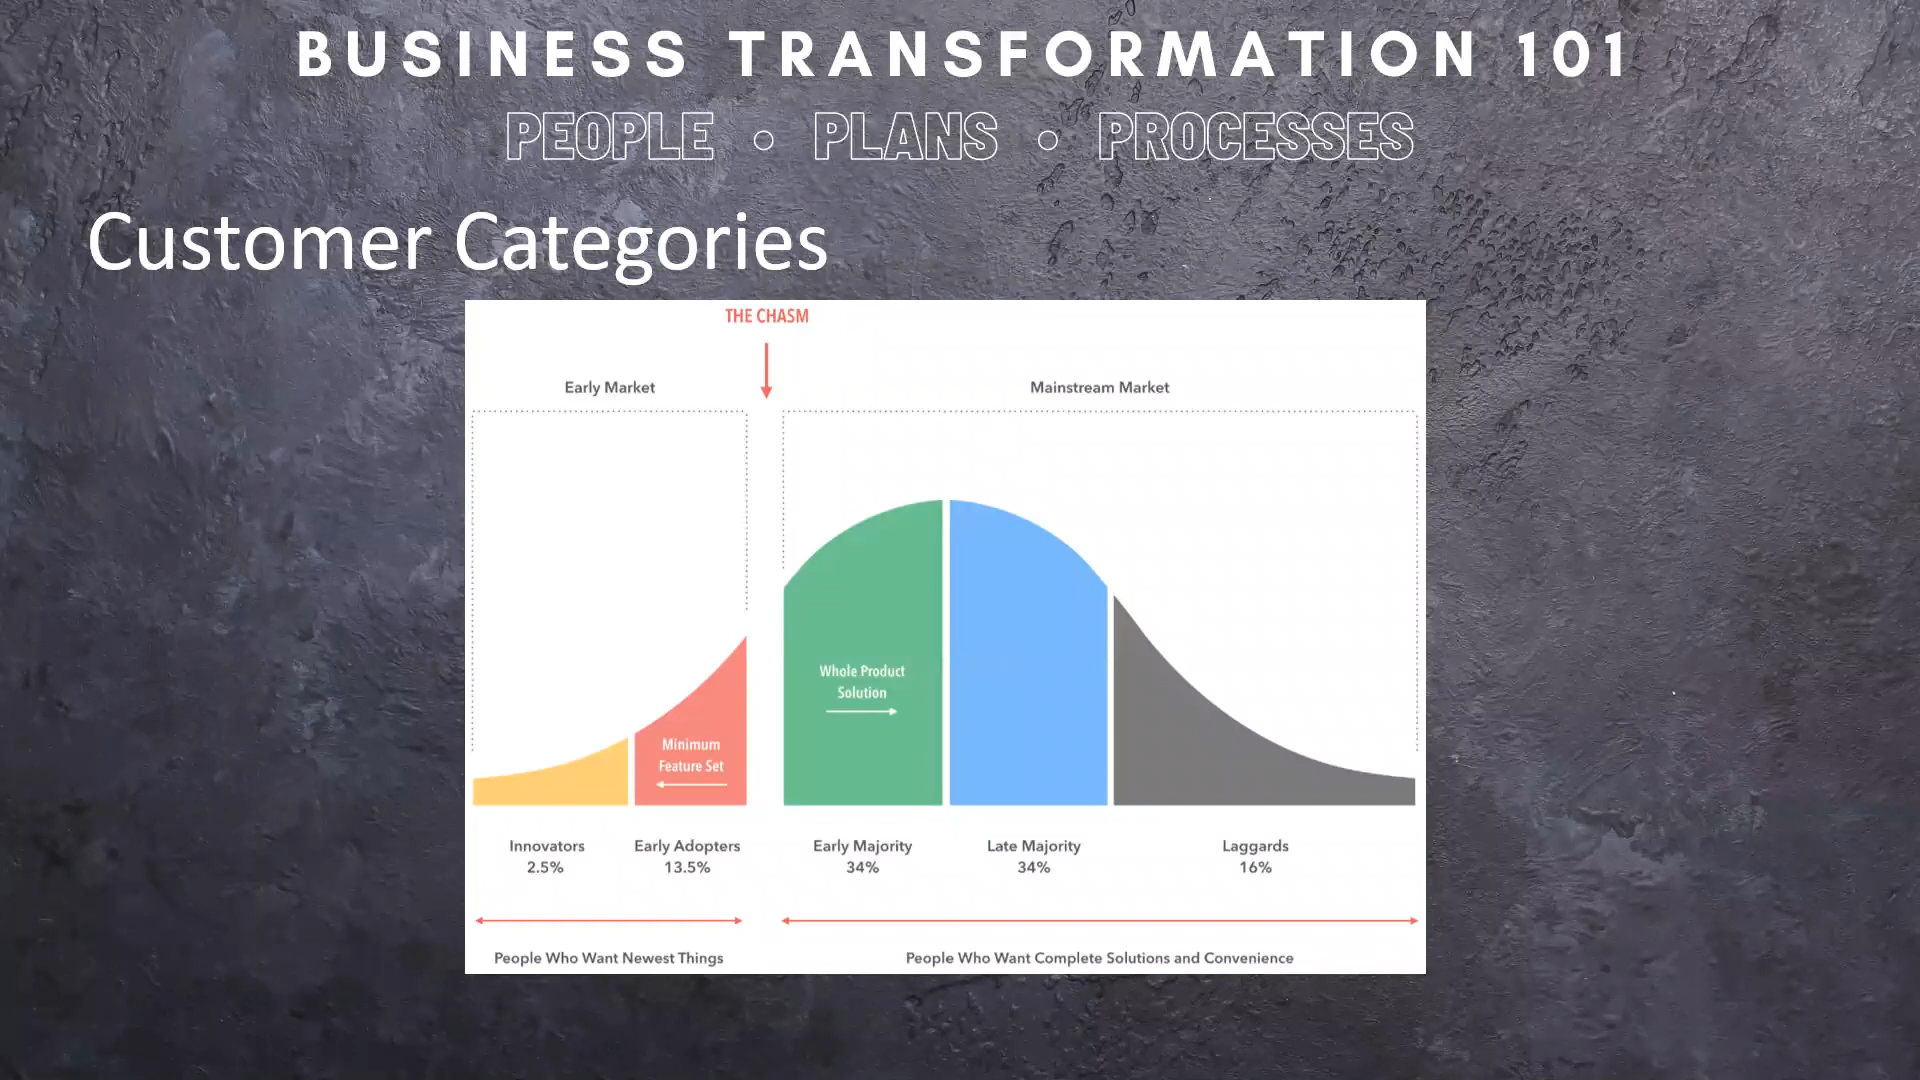 BUSINESS TRANSFORMATION 101
PEOPLE • PLANS • PROCESSES
Customer Categories
THE CHASM
Early Market
Mainstream Market
Whole Product
Solution
Minimum
Feature Set
Innovators
2.5%
Early Adopters
13.5%
Early Majority
34%
Late Majority
34%
Laggards
16%
People Who Want Newest Things
People Who Want Complete Solutions and Convenience